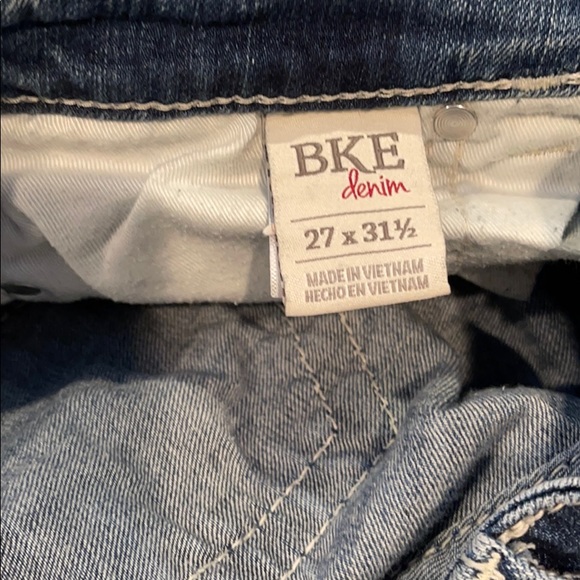 BKE
denim
27 x 31½
MADE IN VIETNAM
HECHO EN VIETNAM